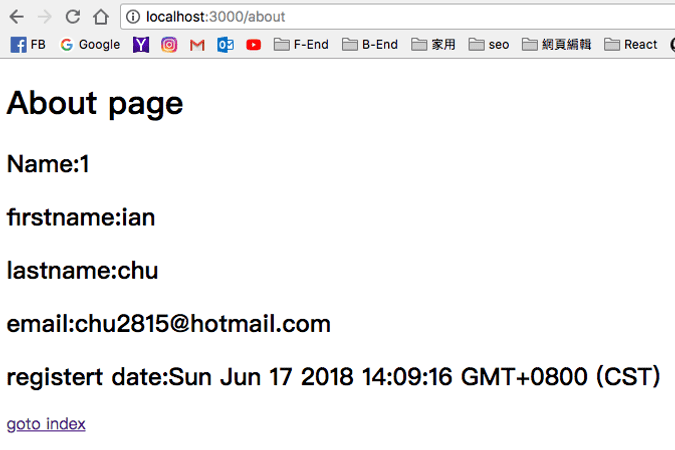 localhost:3000/about
FB Google F-End B-End 家用 seo 網頁編輯 React
About page
Name:1
firstname:ian
lastname:chu
email:chu2815@hotmail.com
registert date:Sun Jun 17 2018 14:09:16 GMT+0800 (CST)
goto index